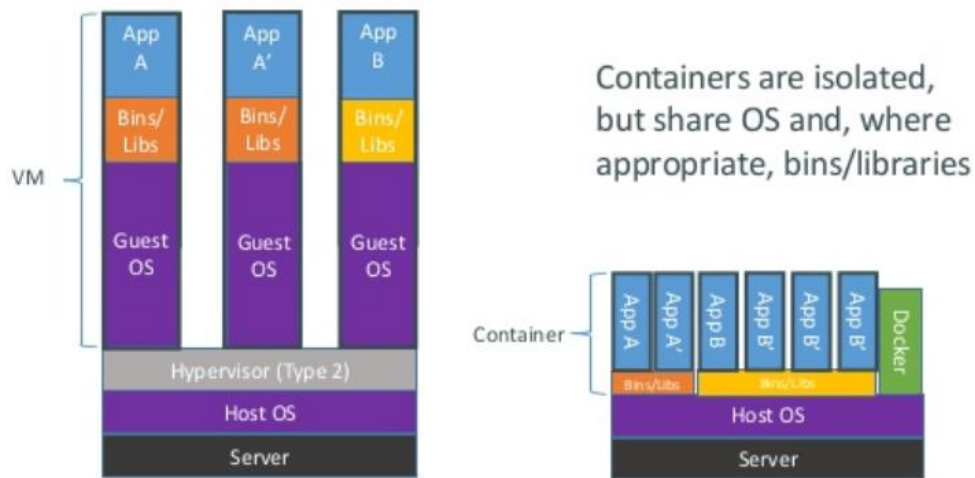 App
A
App
A’
App
B
Bins/
Libs
Bins/
Libs
Bins/
Libs
VM
Guest
OS
Guest
OS
Guest
OS
Hypervisor (Type 2)
Host OS
Server
Containers are isolated,
but share OS and, where
appropriate, bins/libraries
Container
App A
App A’
App B
App B’
App B’
App B’
Docker
Bins/Libs
Bins/Libs
Host OS
Server